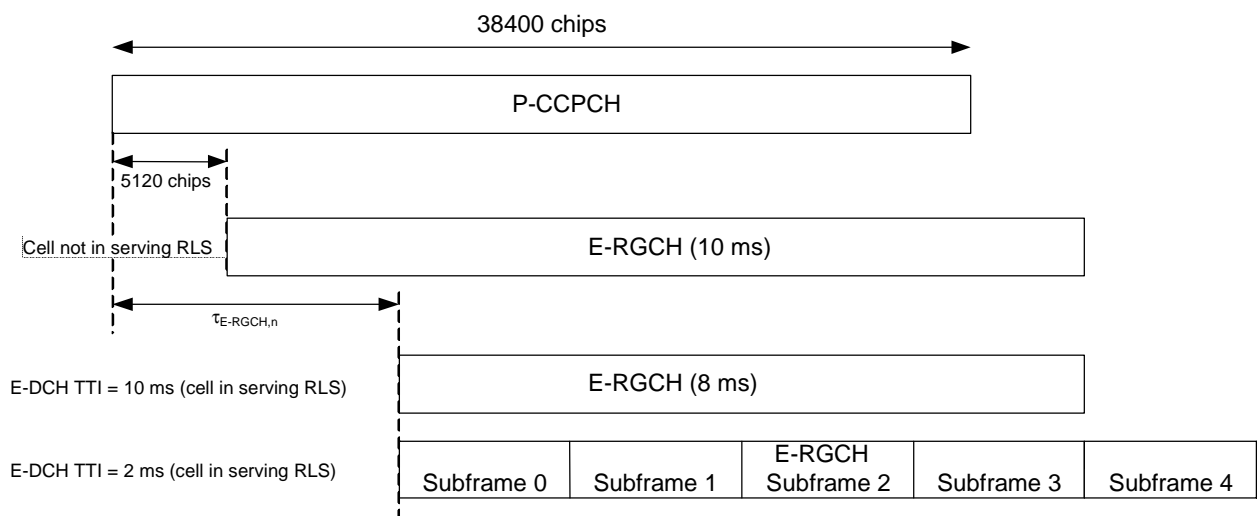 38400 chips
P-CCPCH
5120 chips
Cell not in serving RLS
E-RGCH (10 ms)
τE-RGCH,n
E-DCH TTI = 10 ms (cell in serving RLS)
E-RGCH (8 ms)
E-DCH TTI = 2 ms (cell in serving RLS)
E-RGCH
Subframe 0 Subframe 1 Subframe 2 Subframe 3 Subframe 4